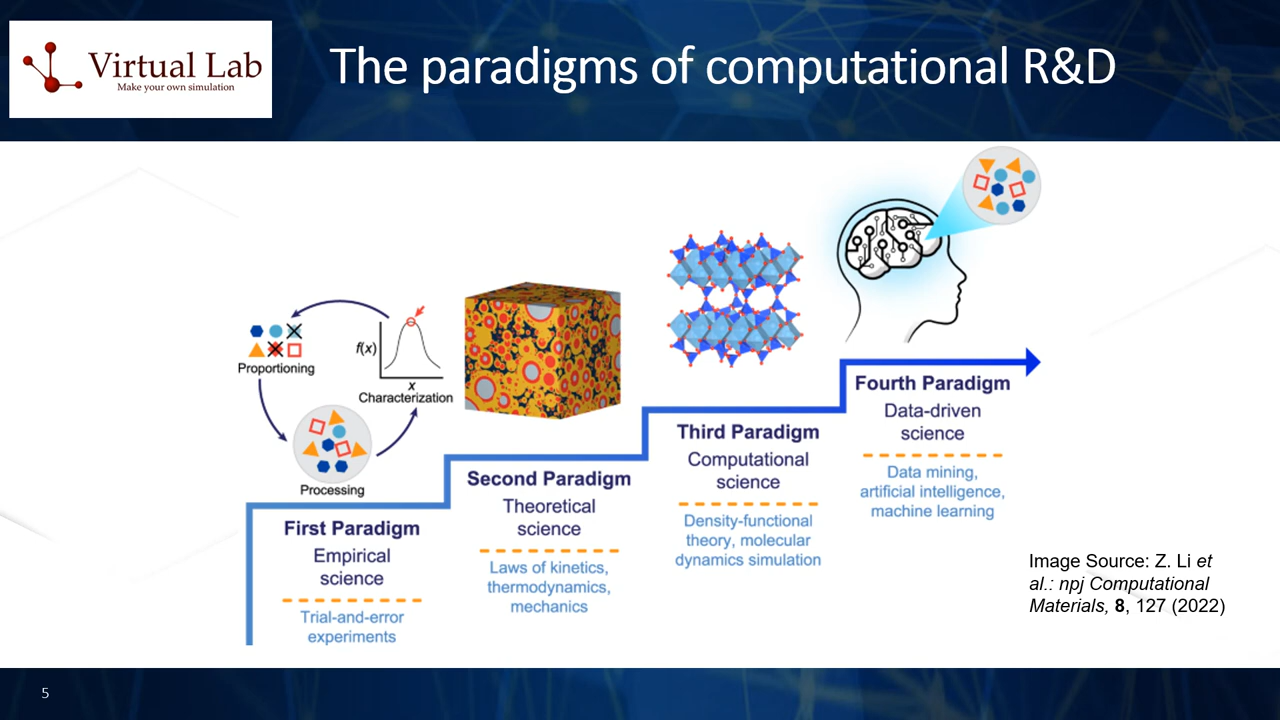 Virtual Lab
Make your own simulation
The paradigms of computational R&D
Proportioning
f(x)
x
Characterization
Processing
First Paradigm
Empirical
science
Trial-and-error
experiments
Second Paradigm
Theoretical
science
Laws of kinetics,
thermodynamics,
mechanics
Third Paradigm
Computational
science
Density-functional
theory, molecular
dynamics simulation
Fourth Paradigm
Data-driven
science
Data mining,
artificial intelligence,
machine learning
Image Source: Z. Li et
al.: npj Computational
Materials, 8, 127 (2022)
5